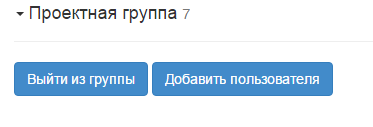 Проектная группа 7
Выйти из группы Добавить пользователя